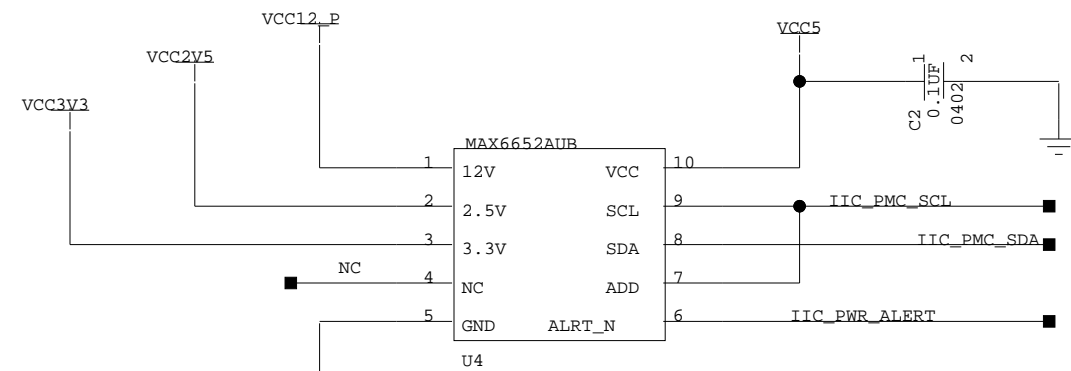 VCC12_P
VCC5
VCC2V5
VCC3V3
1
2
0.1UF
C2
0402
MAX6652AUB
1
12V
VCC
10
2
2.5V
SCL
9
IIC_PMC_SCL
3
3.3V
SDA
8
IIC_PMC_SDA
NC
4
NC
ADD
7
5
GND
ALRT_N
6
IIC_PWR_ALERT
U4